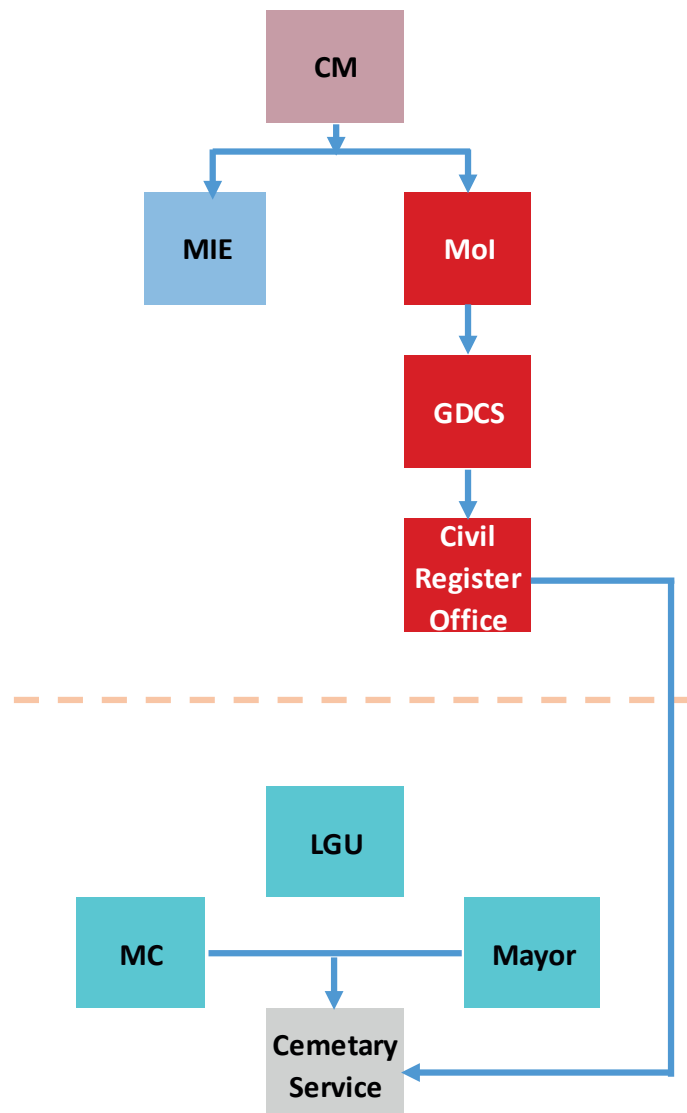 CM
MIE
MoI
GDCS
Civil
Register
Office
LGU
MC
Mayor
Cemetary
Service